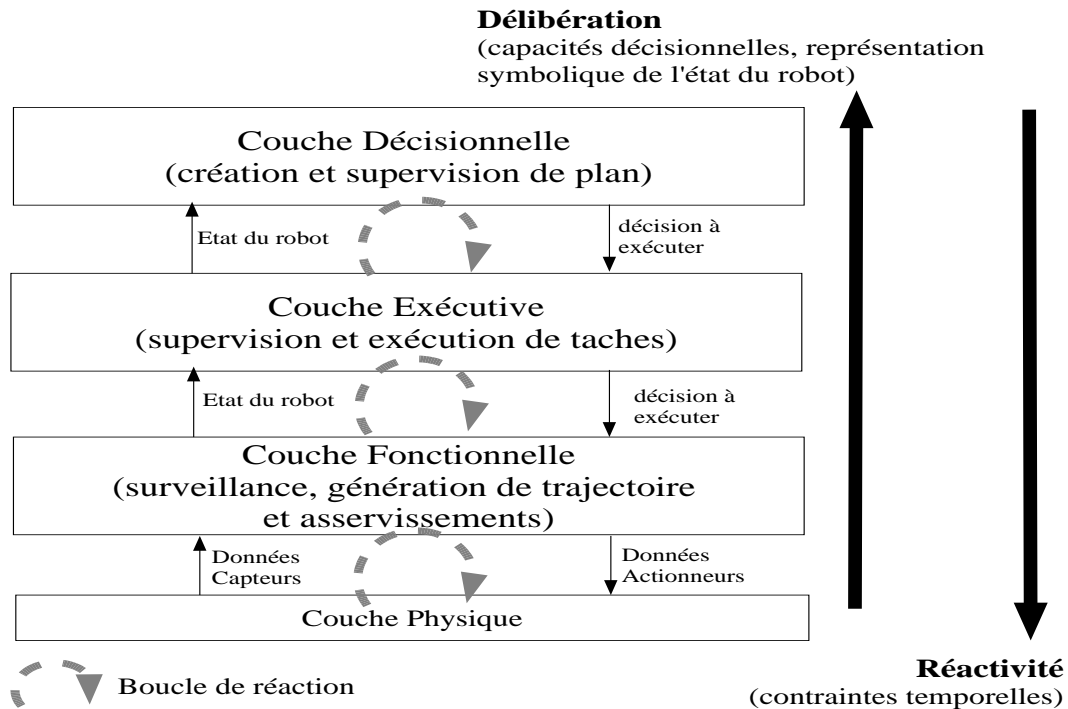 Délibération
(capacités décisionnelles, représentation
symbolique de l'état du robot)
Couche Décisionnelle
(création et supervision de plan)
Etat du robot
décision à
exécuter
Couche Exécutive
(supervision et exécution de taches)
Etat du robot
décision à
exécuter
Couche Fonctionnelle
(surveillance, génération de trajectoire
et asservissements)
Données
Capteurs
Données
Actionneurs
Couche Physique
Boucle de réaction
Réactivité
(contraintes temporelles)